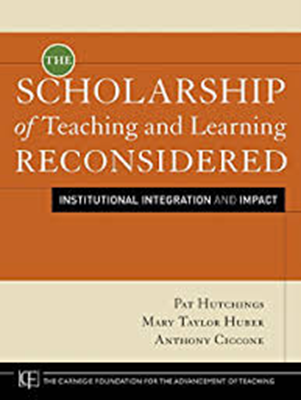 THE
SCHOLARSHIP
of Teaching and Learning
RECONSIDERED
INSTITUTIONAL INTEGRATION AND IMPACT
PAT HUTCHINGS
MARY TAYLOR HUBER
ANTHONY CICCONE
THE CARNEGIE FOUNDATION FOR THE ADVANCEMENT OF TEACHING